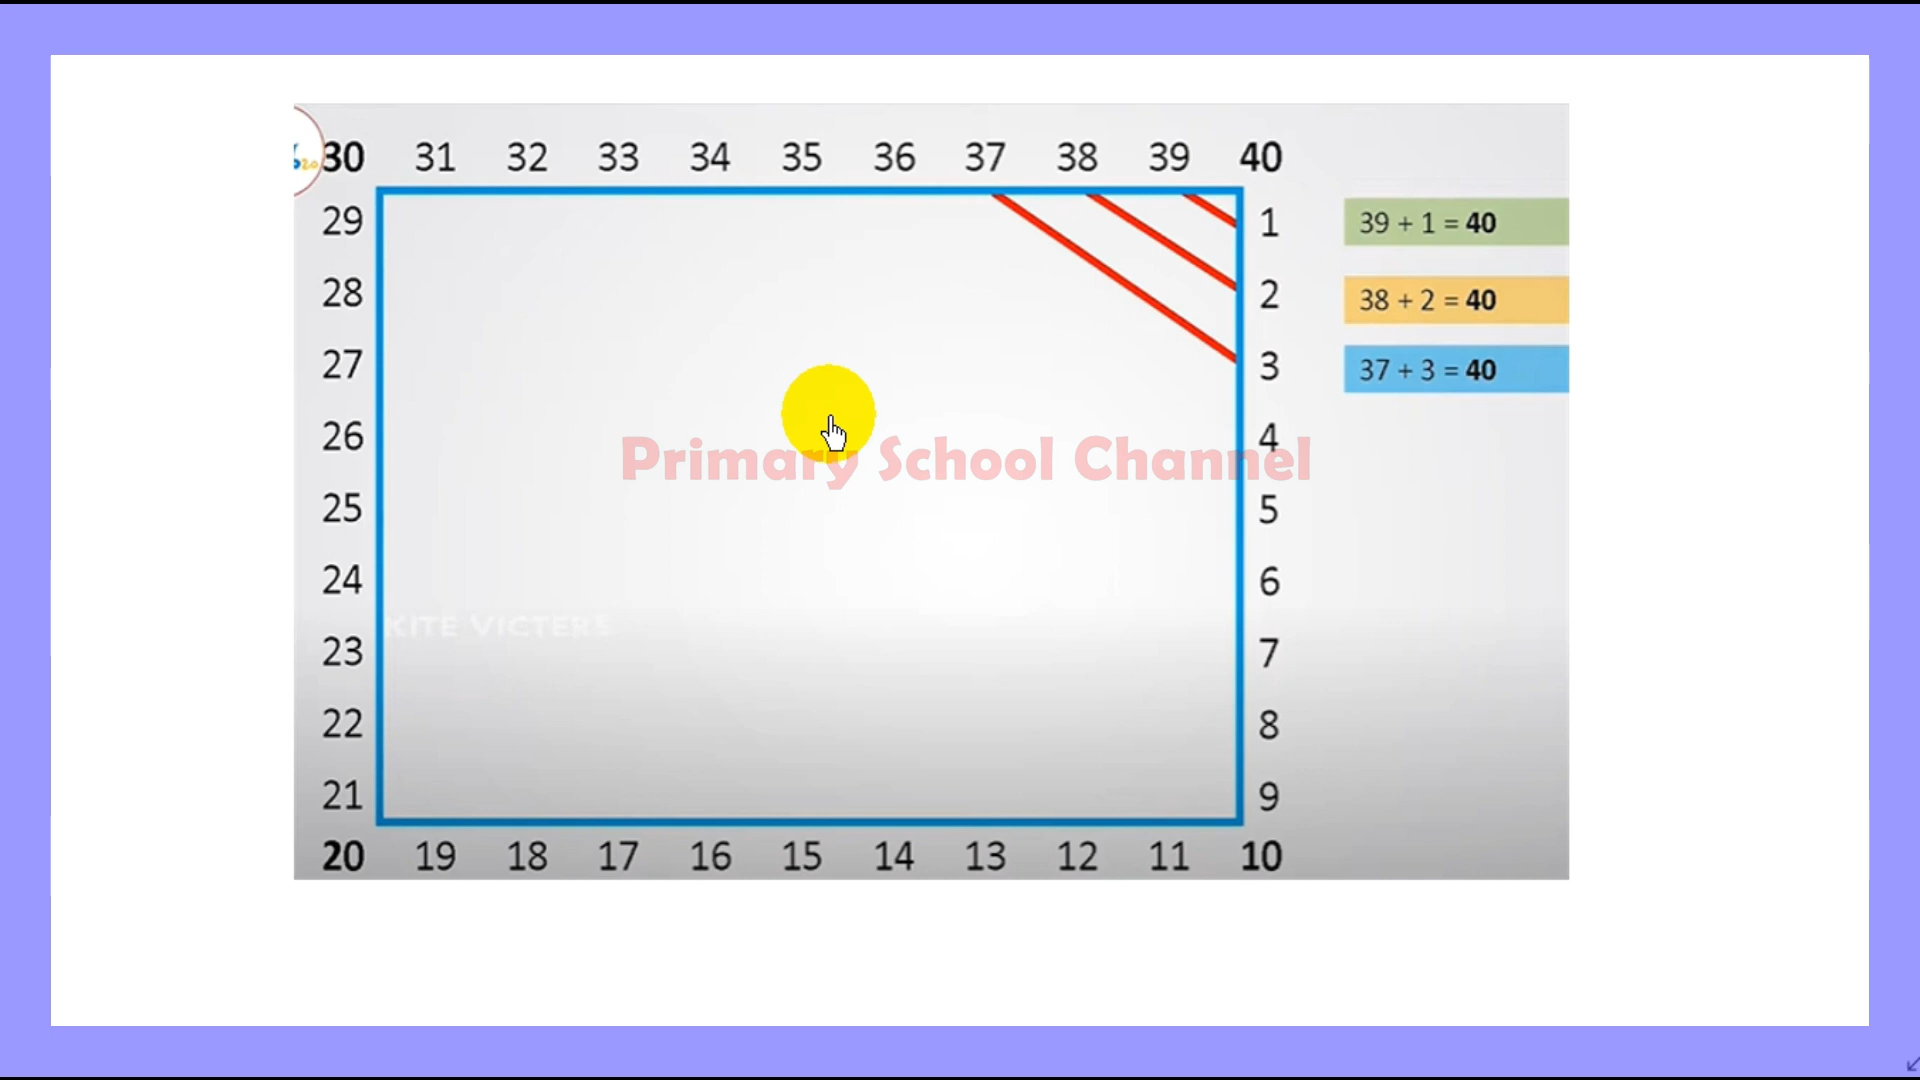 30 31 32 33 34 35 36 37 38 39 40
29 1 39 + 1 = 40
28 2 38 + 2 = 40
27 3 37 + 3 = 40
26 4
Primary School Channel
25 5
24 6
KITE VICTERS
23 7
22 8
21 9
20 19 18 17 16 15 14 13 12 11 10